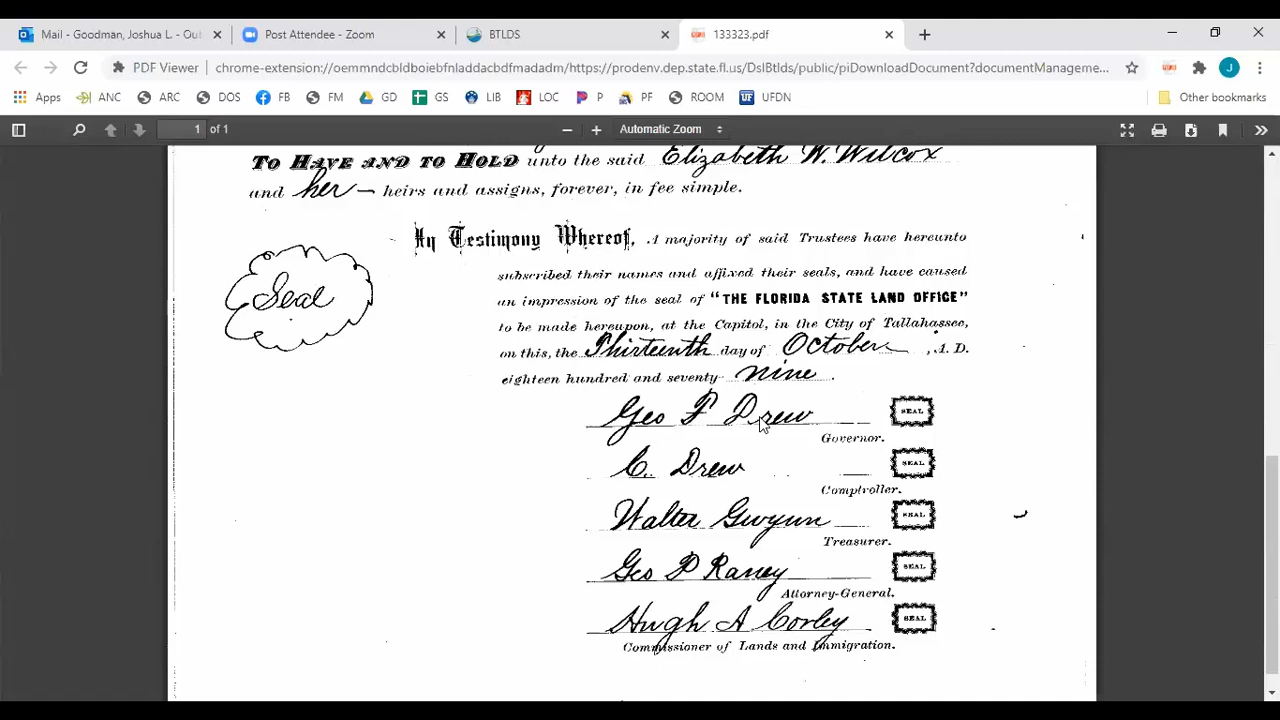 Mail - Goodman, Joshua L. - Ou
Post Attendee - Zoom
BTLDS
133323.pdf
PDF Viewer
chrome-extension://oemmndcbldboiebfnladdacbdfmadadm/https://prodenv.dep.state.fl.us/DslBtlds/public/piDownloadDocument?documentManageme...
J
Apps ANC ARC DOS FB FM GD GS LIB LOC P PF ROOM UFDN Other bookmarks
1 of 1 Automatic Zoom
To Have and to Hold unto the said Elizabeth W. Wilcox
and her heirs and assigns, forever, in fee simple.
In Testimony Whereof, A majority of said Trustees have hereunto
subscribed their names and affixed their seals, and have caused
Seal
an impression of the seal of "THE FLORIDA STATE LAND OFFICE"
to be made hereupon, at the Capitol, in the City of Tallahassee,
on this, the Thirteenth day of October, A. D.
eighteen hundred and seventy- nine.
Geo F Drew SEAL
Governor.
C. Drew SEAL
Comptroller.
Walter Gwynn SEAL
Treasurer.
Geo P Raney SEAL
Attorney-General.
Hugh A Corley SEAL
Commissioner of Lands and Immigration.